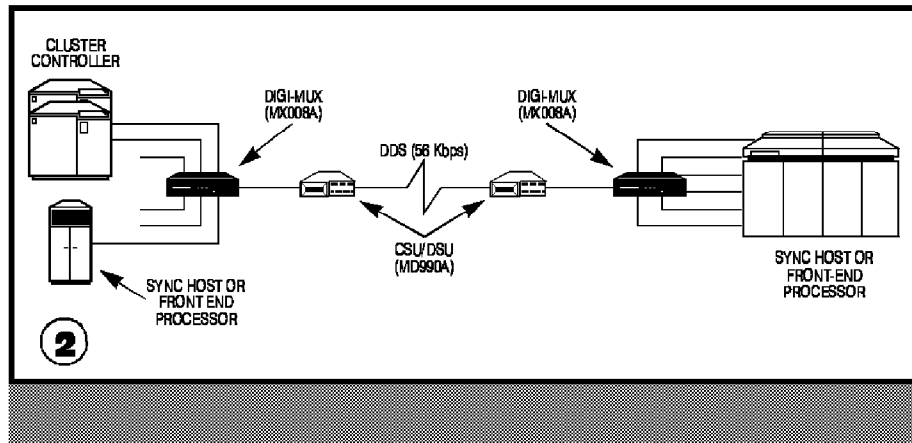 CLUSTER
CONTROLLER
DIGI-MUX
(MX008A)
DIGI-MUX
(MX008A)
DDS (56 Kbps)
CSU/DSU
(MD990A)
SYNC HOST OR
FRONT END
PROCESSOR
SYNC HOST OR
FRONT-END
PROCESSOR
2